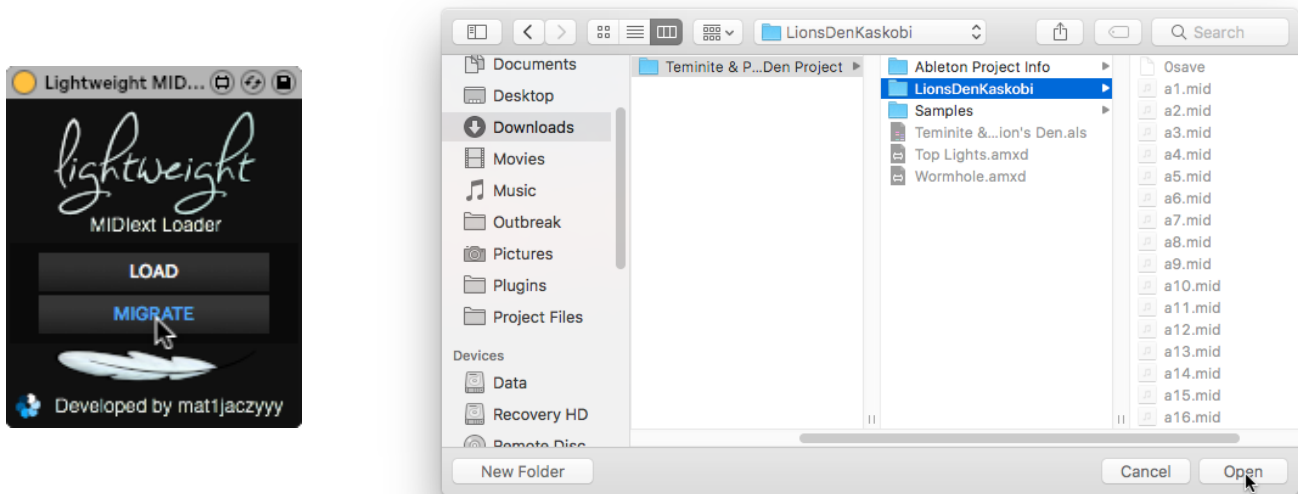 Lightweight MID...
lightweight
MIDIext Loader
LOAD
MIGRATE
Developed by mat1jaczyyy
LionsDenKaskobi
Search
Documents
Desktop
Downloads
Movies
Music
Outbreak
Pictures
Plugins
Project Files
Devices
Data
Recovery HD
Remote Disc
Teminite & P...Den Project
Ableton Project Info
LionsDenKaskobi
Samples
Teminite &...ion's Den.als
Top Lights.amxd
Wormhole.amxd
0save
a1.mid
a2.mid
a3.mid
a4.mid
a5.mid
a6.mid
a7.mid
a8.mid
a9.mid
a10.mid
a11.mid
a12.mid
a13.mid
a14.mid
a15.mid
a16.mid
New Folder
Cancel
Open